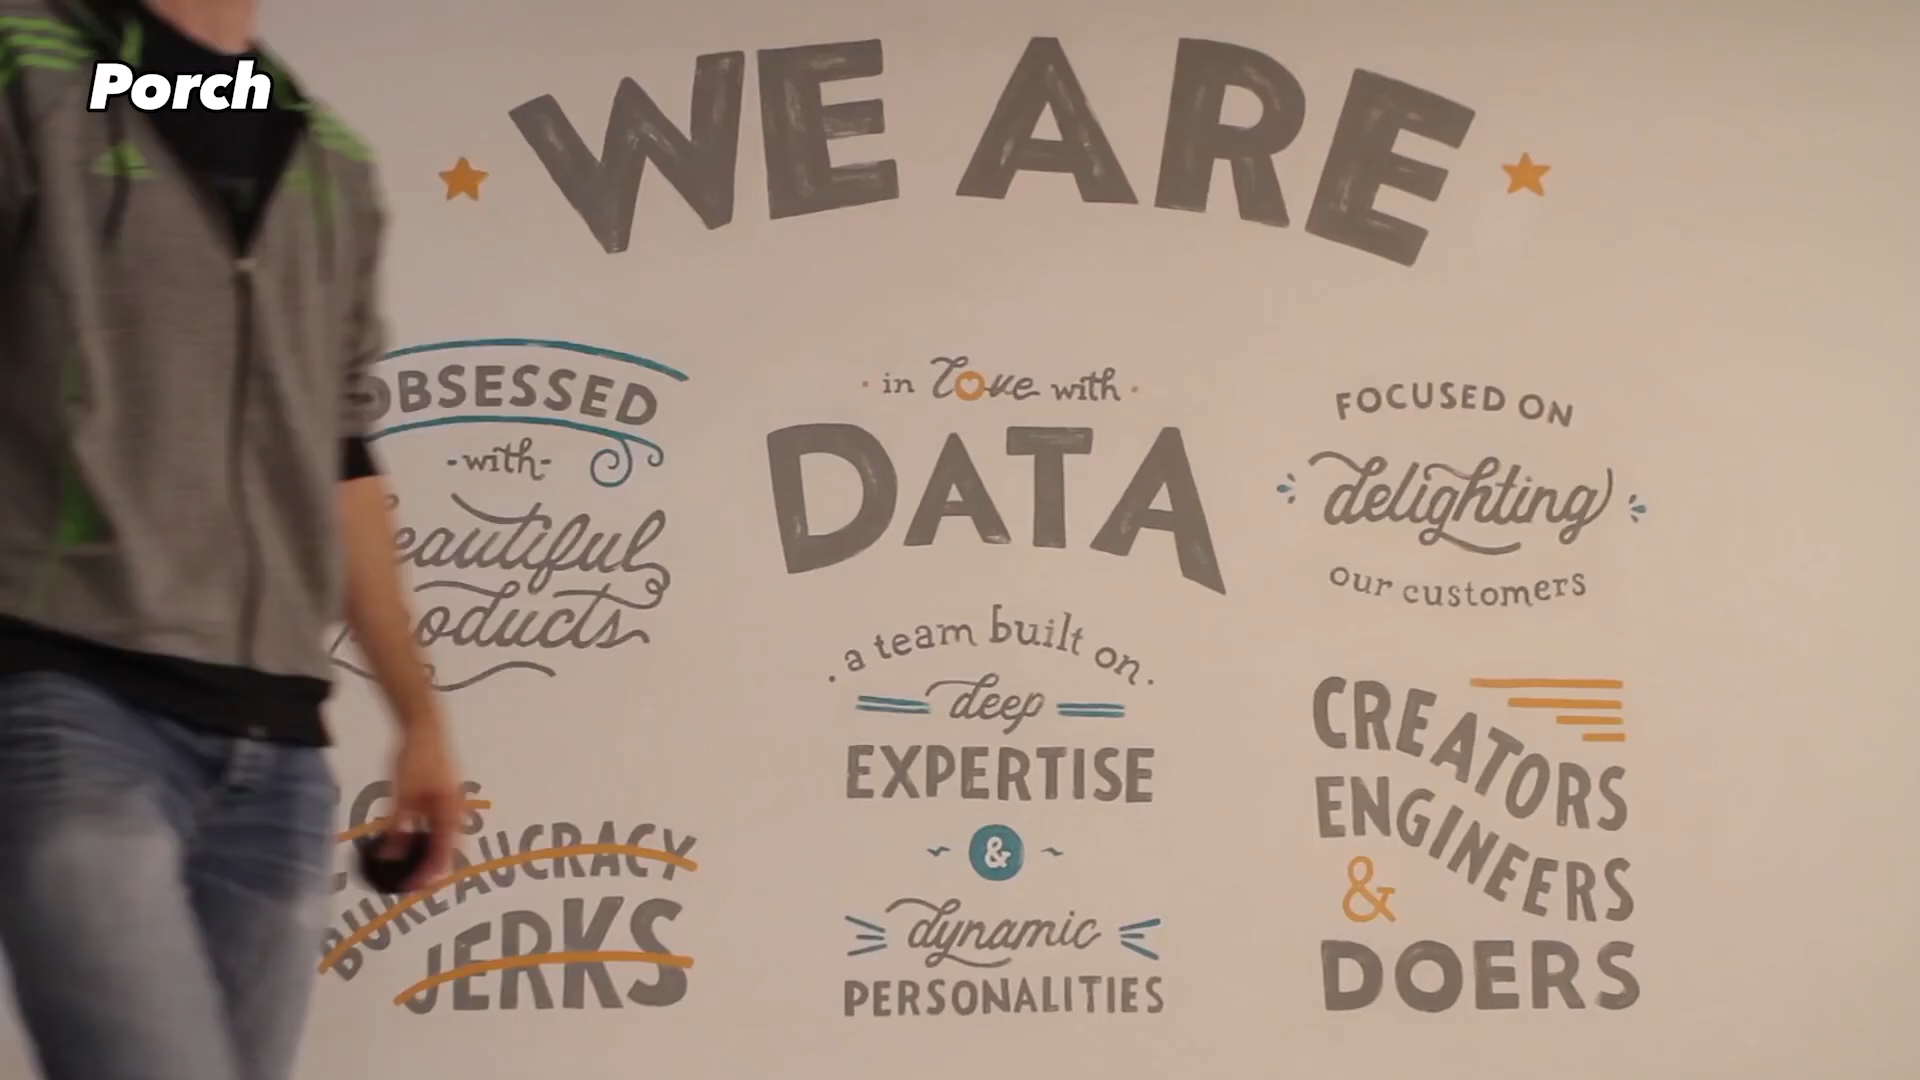 Porch
WE ARE
OBSESSED
-with-
beautiful
products
in love with
DATA
FOCUSED ON
delighting
our customers
a team built on
deep
EXPERTISE
&
dynamic
PERSONALITIES
BUREAUCRACY
JERKS
CREATORS
ENGINEERS
&
DOERS